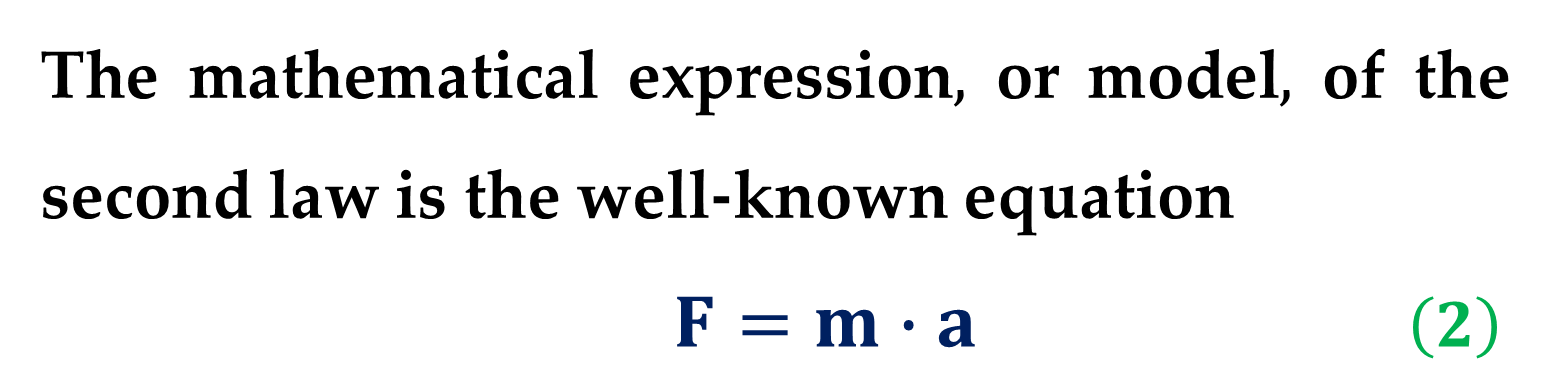 The mathematical expression, or model, of the
second law is the well-known equation
F = m · a (2)